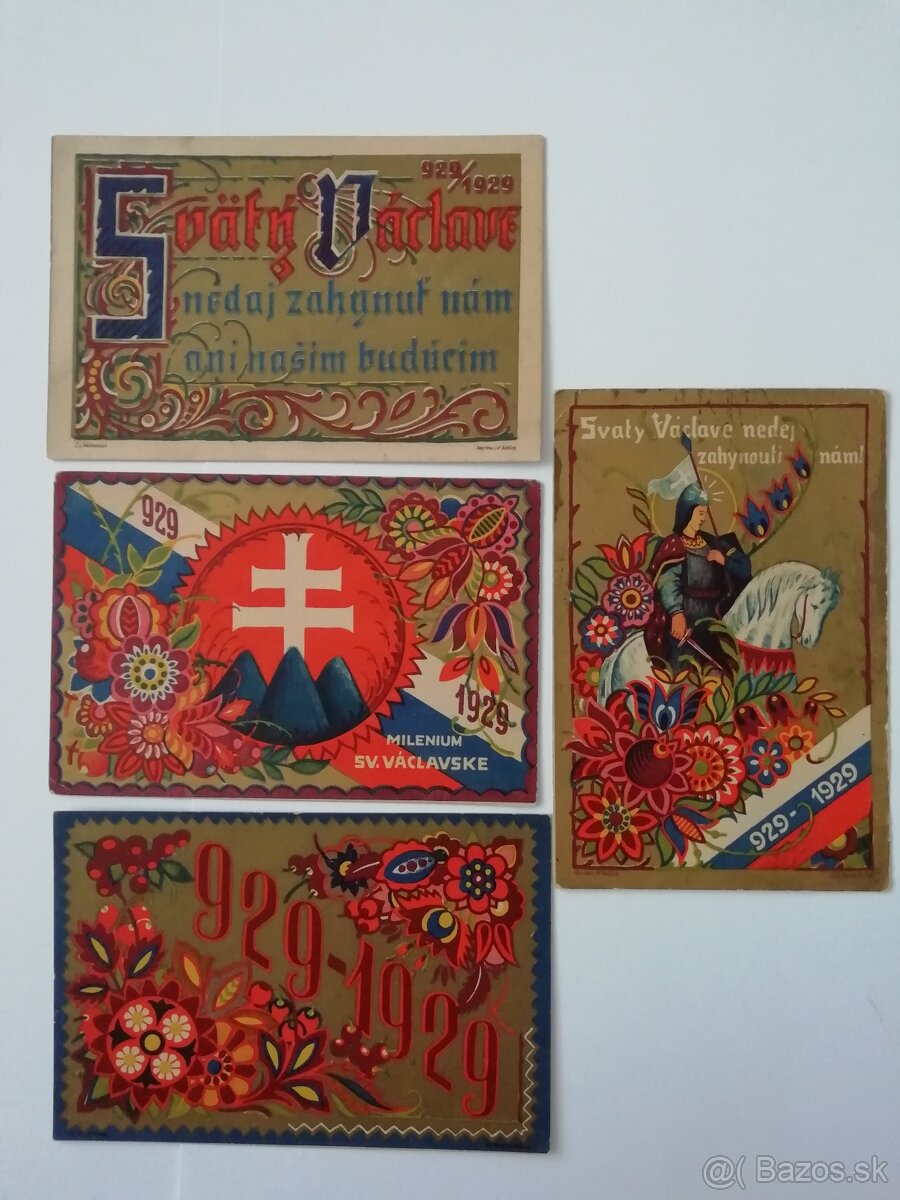 929/1929
Svätý Václave
nedaj zahynuť nám
ani našim budúcim
929
1929
MILENIUM
SV. VÁCLAVSKE
929-1929
Svaty Václave nedej
zahynouti nám!
929-1929
@( Bazos.sk